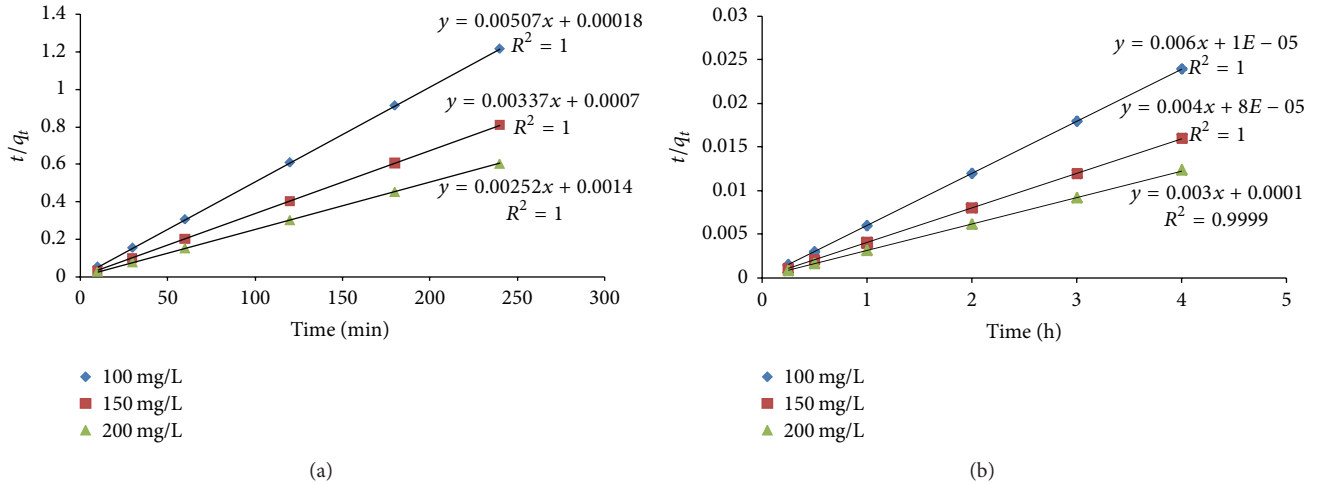 1.4
1.2
1
0.8
0.6
0.4
0.2
0
t/q_t
0 50 100 150 200 250 300
Time (min)
y = 0.00507x + 0.00018
R² = 1
y = 0.00337x + 0.0007
R² = 1
y = 0.00252x + 0.0014
R² = 1
100 mg/L
150 mg/L
200 mg/L
(a)
0.03
0.025
0.02
0.015
0.01
0.005
0
t/q_t
0 1 2 3 4 5
Time (h)
y = 0.006x + 1E − 05
R² = 1
y = 0.004x + 8E − 05
R² = 1
y = 0.003x + 0.0001
R² = 0.9999
100 mg/L
150 mg/L
200 mg/L
(b)